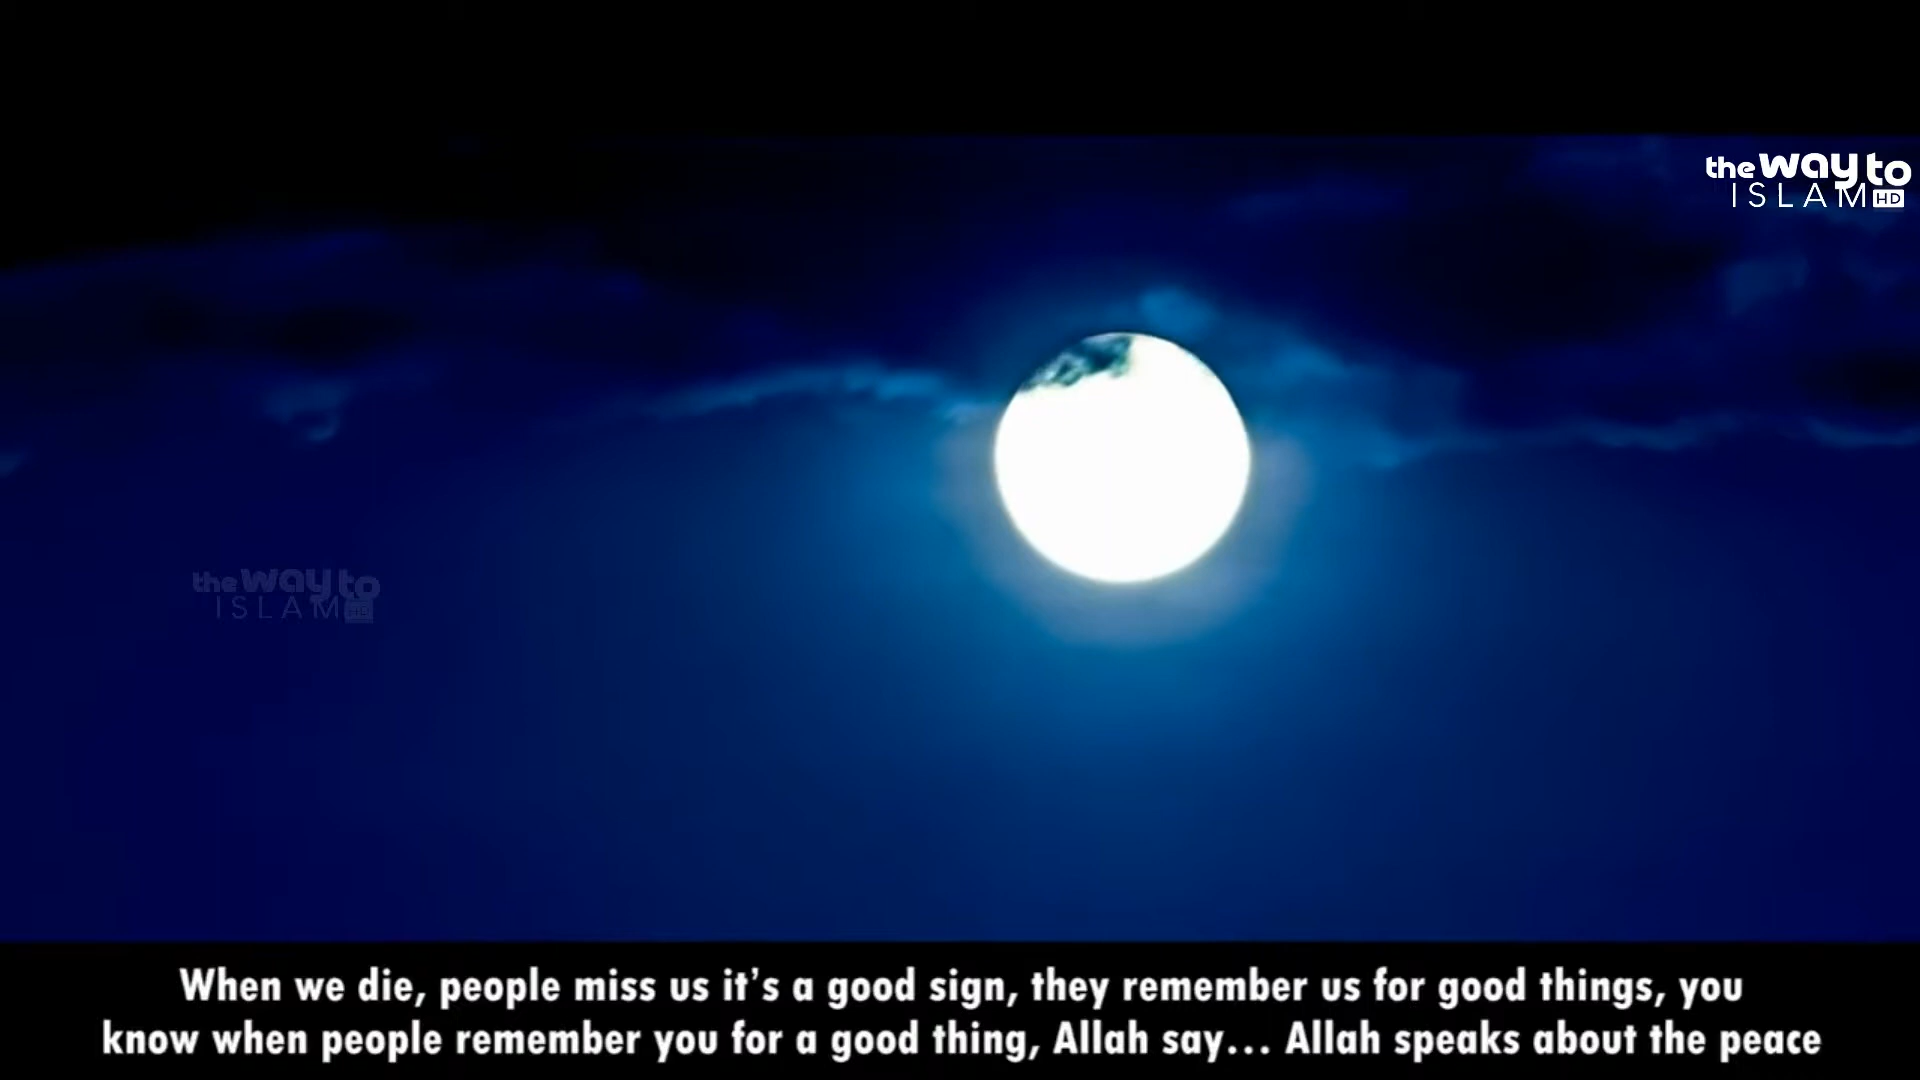 the way to
ISLAM HD
the way to
ISLAM HD
When we die, people miss us it's a good sign, they remember us for good things, you
know when people remember you for a good thing, Allah say... Allah speaks about the peace